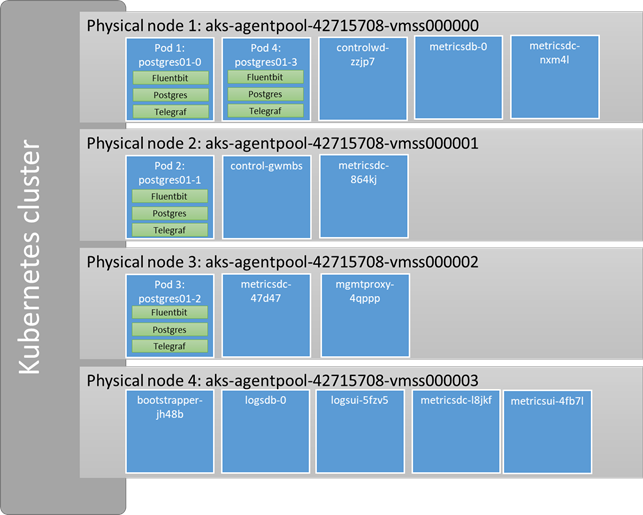 Kubernetes cluster
Physical node 1: aks-agentpool-42715708-vmss000000
Pod 1:
postgres01-0
Fluentbit
Postgres
Telegraf
Pod 4:
postgres01-3
Fluentbit
Postgres
Telegraf
controlwd-
zzjp7
metricsdb-0
metricsdc-
nxm4l
Physical node 2: aks-agentpool-42715708-vmss000001
Pod 2:
postgres01-1
Fluentbit
Postgres
Telegraf
control-gwmbs
metricsdc-
864kj
Physical node 3: aks-agentpool-42715708-vmss000002
Pod 3:
postgres01-2
Fluentbit
Postgres
Telegraf
metricsdc-
47d47
mgmtproxy-
4qppp
Physical node 4: aks-agentpool-42715708-vmss000003
bootstrapper-
jh48b
logsdb-0
logsui-5fzv5
metricsdc-l8jkf
metricsui-4fb7l